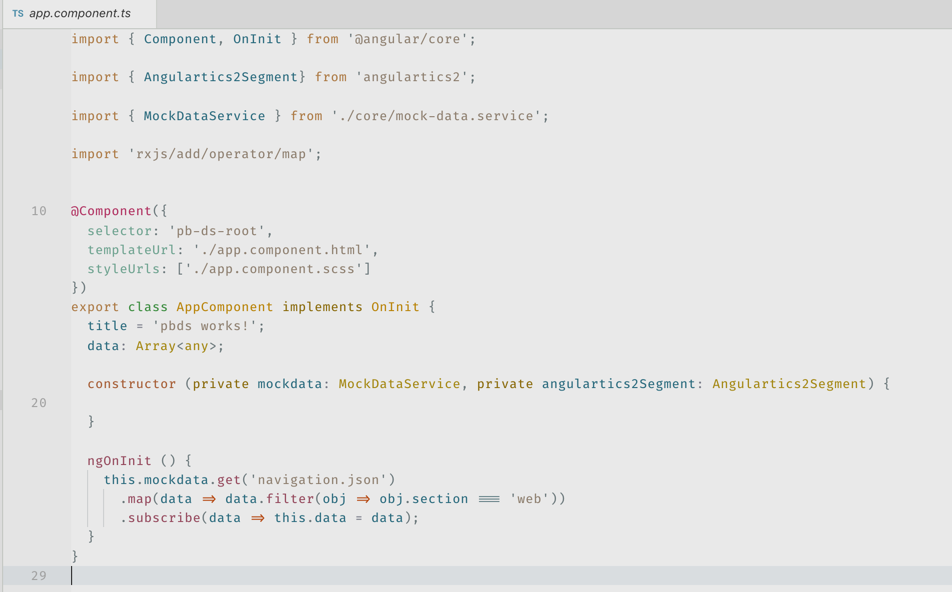 TS app.component.ts
import { Component, OnInit } from '@angular/core';
import { Angulartics2Segment} from 'angulartics2';
import { MockDataService } from './core/mock-data.service';
import 'rxjs/add/operator/map';
10 @Component({
selector: 'pb-ds-root',
templateUrl: './app.component.html',
styleUrls: ['./app.component.scss']
})
export class AppComponent implements OnInit {
title = 'pbds works!';
data: Array<any>;
constructor (private mockdata: MockDataService, private angulartics2Segment: Angulartics2Segment) {
20
}
ngOnInit () {
this.mockdata.get('navigation.json')
.map(data => data.filter(obj => obj.section === 'web'))
.subscribe(data => this.data = data);
}
}
29